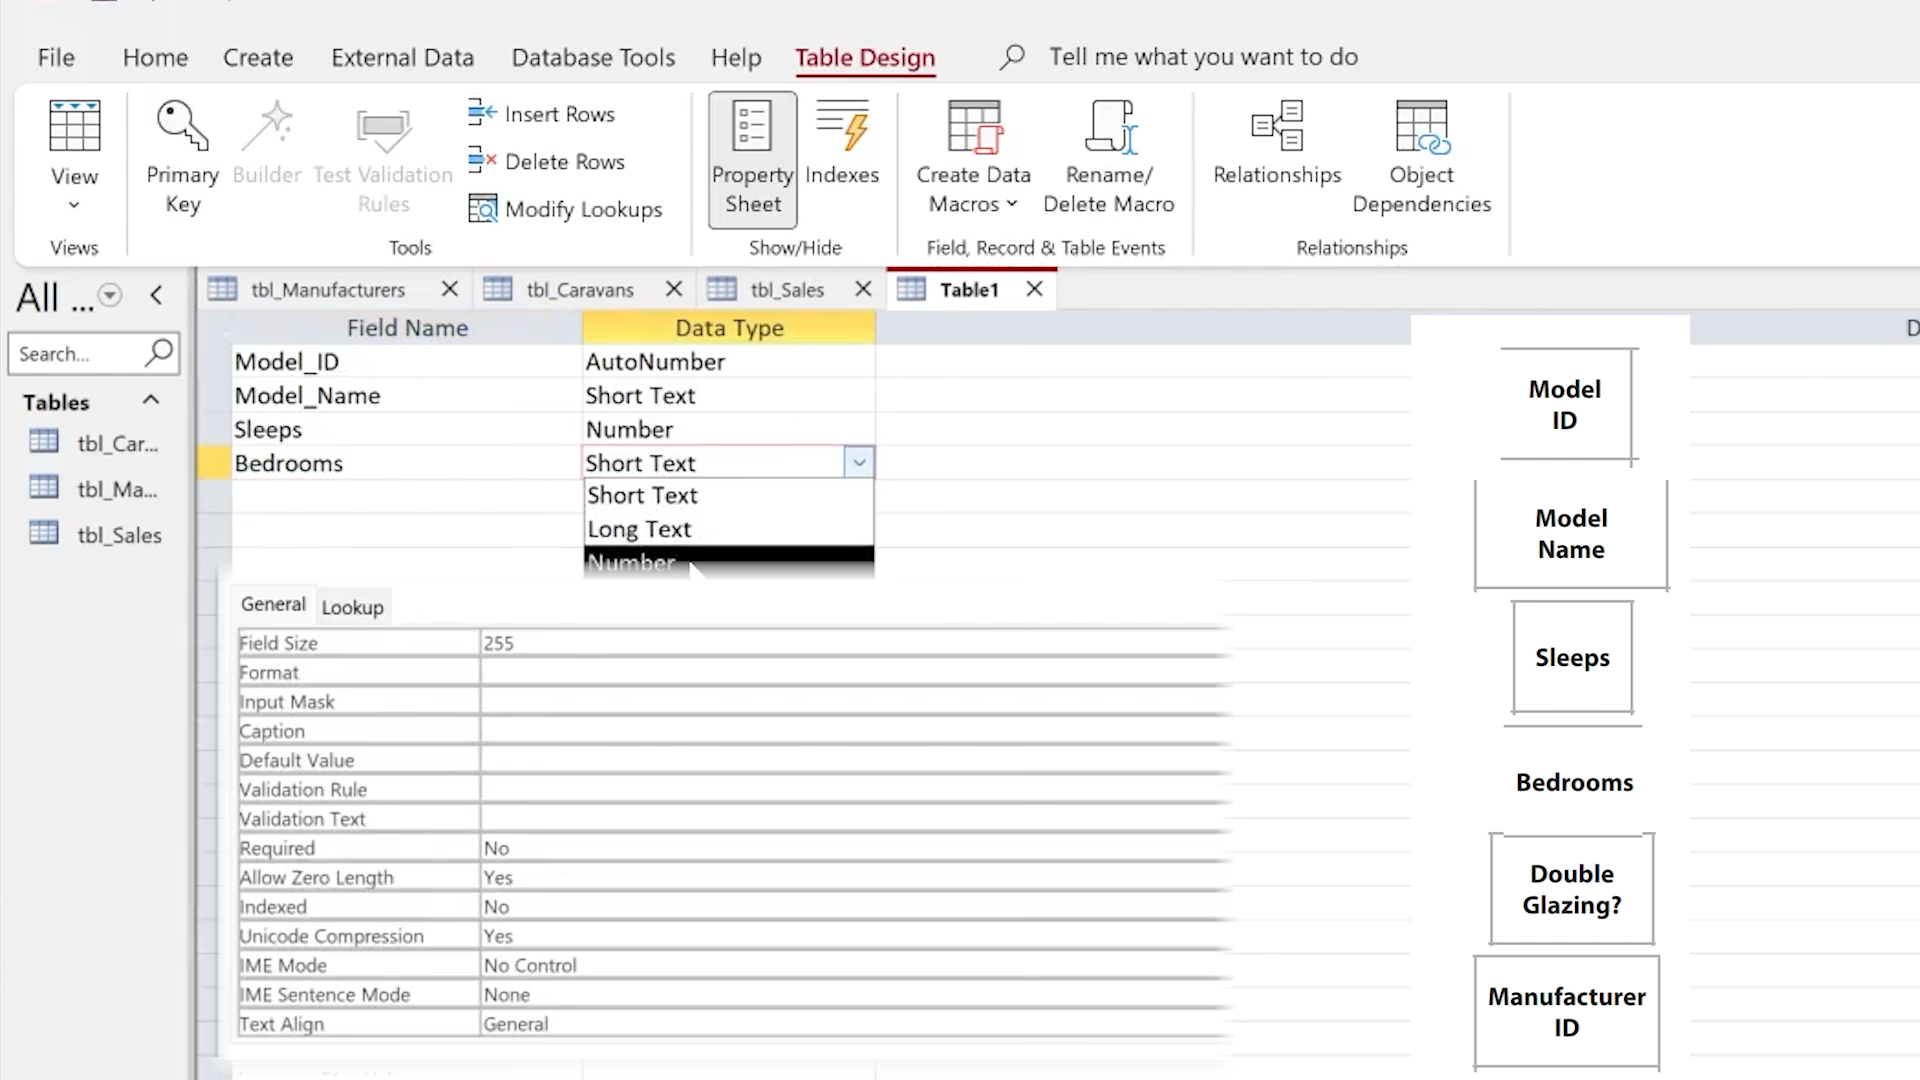 File Home Create External Data Database Tools Help Table Design Tell me what you want to do
View
Views
Primary
Key
Builder
Test Validation
Rules
Insert Rows
Delete Rows
Modify Lookups
Tools
Property
Sheet
Indexes
Show/Hide
Create Data
Macros
Rename/
Delete Macro
Field, Record & Table Events
Relationships
Object
Dependencies
Relationships
All ...
Search...
Tables
tbl_Car...
tbl_Ma...
tbl_Sales
tbl_Manufacturers tbl_Caravans tbl_Sales Table1
Field Name Data Type D
Model_ID AutoNumber
Model_Name Short Text
Sleeps Number
Bedrooms Short Text
Short Text
Long Text
Number
General Lookup
Field Size 255
Format
Input Mask
Caption
Default Value
Validation Rule
Validation Text
Required No
Allow Zero Length Yes
Indexed No
Unicode Compression Yes
IME Mode No Control
IME Sentence Mode None
Text Align General
Model
ID
Model
Name
Sleeps
Bedrooms
Double
Glazing?
Manufacturer
ID